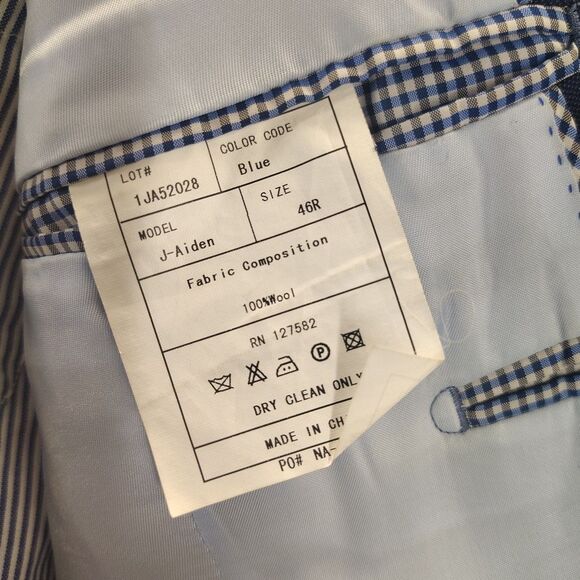 LOT# COLOR CODE
1JA52028 Blue
MODEL SIZE
J-Aiden 46R
Fabric Composition
100%Wool
RN 127582
P
DRY CLEAN ONLY
MADE IN
PO# NA-